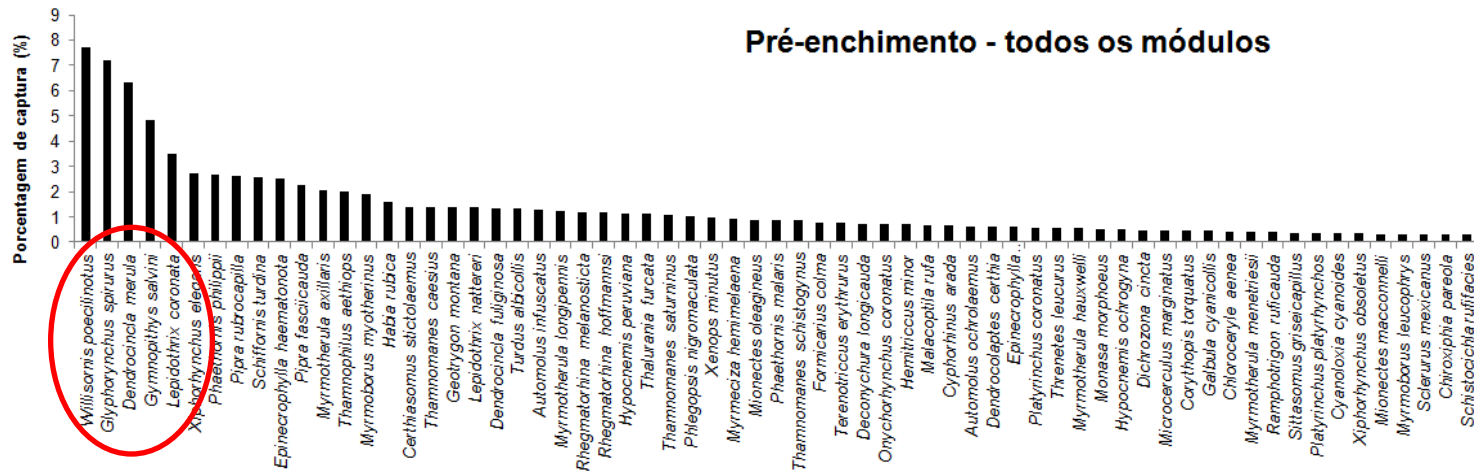 Pré-enchimento - todos os módulos
Porcentagem de captura (%)
9
8
7
6
5
4
3
2
1
0
Willisornis poecilinotus
Glyphorynchus spirurus
Dendrocincla merula
Gymnopithys salvini
Lepidothrix coronata
Xiphorhynchus elegans
Phaethornis philippii
Pipra rubrocapilla
Schiffornis turdina
Epinecrophylla haematonota
Pipra fasciicauda
Myrmotherula axillaris
Thamnophilus aethiops
Myrmoborus myotherinus
Habia rubica
Certhiasomus stictolaemus
Thamnomanes caesius
Geotrygon montana
Lepidothrix nattereri
Dendrocincla fuliginosa
Turdus albicollis
Automolus infuscatus
Myrmotherula longipennis
Rhegmatorhina melanosticta
Rhegmatorhina hoffmannsi
Hypocnemis peruviana
Thalurania furcata
Thamnomanes saturninus
Phlegopsis nigromaculata
Xenops minutus
Myrmeciza hemimelaena
Mionectes oleagineus
Phaethornis malaris
Thamnomanes schistogynus
Formicarius colma
Terenotriccus erythrurus
Deconychura longicauda
Onychorhynchus coronatus
Hemitriccus minor
Malacoptila rufa
Cyphorhinus arada
Automolus ochrolaemus
Dendrocolaptes certhia
Epinecrophylla...
Platyrinchus coronatus
Threnetes leucurus
Myrmotherula hauxwelli
Monasa morphoeus
Hypocnemis ochrogyna
Dichrozona cincta
Microcerculus marginatus
Corythopis torquatus
Galbula cyanicollis
Chloroceryle aenea
Myrmotherula menetriesii
Ramphotrigon ruficauda
Sittasomus griseicapillus
Platyrinchus platyrhynchos
Cyanoloxia cyanoides
Xiphorhynchus obsoletus
Mionectes macconnelli
Myrmoborus leucophrys
Sclerurus mexicanus
Chiroxiphia pareola
Schistocichla rufifacies